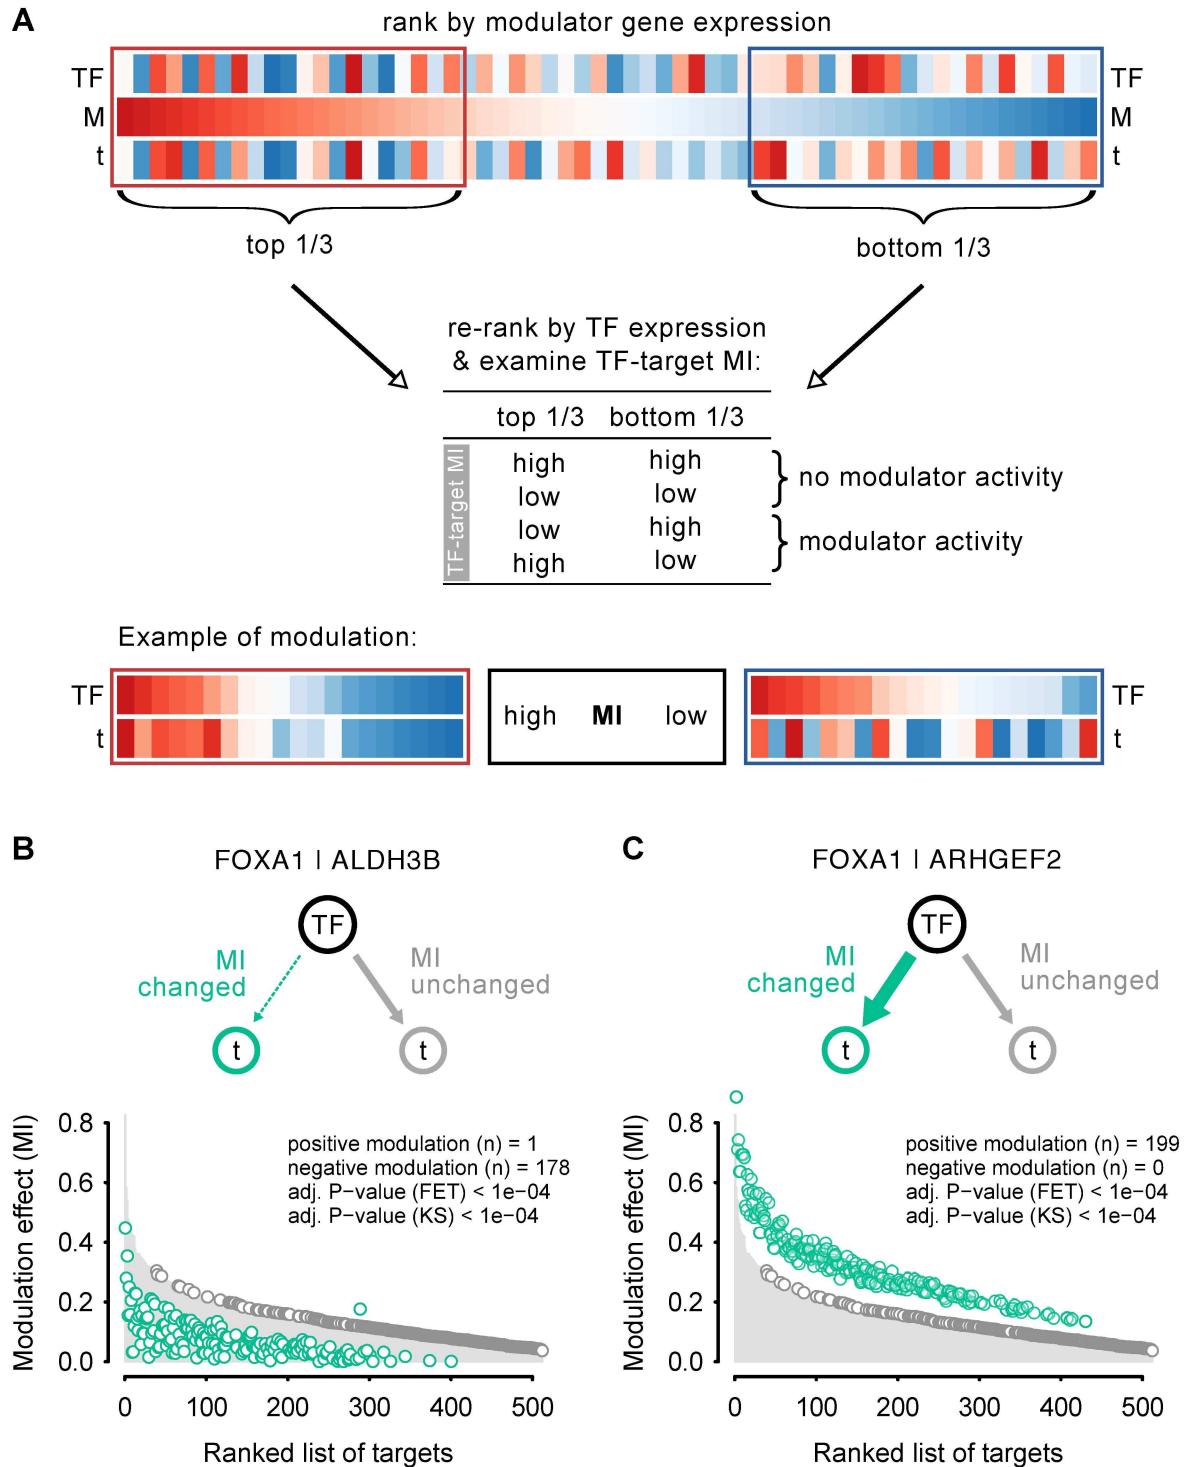 A
rank by modulator gene expression
TF
TF
M
M
t
t
top 1/3
bottom 1/3
re-rank by TF expression
& examine TF-target MI:
top 1/3 bottom 1/3
TF-target MI
high high
low low
low high
high low
no modulator activity
modulator activity
Example of modulation:
TF
t
high MI low
TF
t
B
FOXA1 | ALDH3B
TF
MI
changed
MI
unchanged
t
t
Modulation effect (MI)
0.8
0.6
0.4
0.2
0.0
positive modulation (n) = 1
negative modulation (n) = 178
adj. P−value (FET) < 1e−04
adj. P−value (KS) < 1e−04
0 100 200 300 400 500
Ranked list of targets
C
FOXA1 | ARHGEF2
TF
MI
changed
MI
unchanged
t
t
Modulation effect (MI)
0.8
0.6
0.4
0.2
0.0
positive modulation (n) = 199
negative modulation (n) = 0
adj. P−value (FET) < 1e−04
adj. P−value (KS) < 1e−04
0 100 200 300 400 500
Ranked list of targets